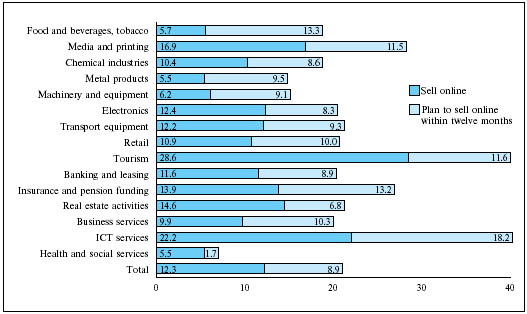 Food and beverages, tobacco 5.7 13.3
Media and printing 16.9 11.5
Chemical industries 10.4 8.6
Metal products 5.5 9.5
Machinery and equipment 6.2 9.1
Electronics 12.4 8.3
Transport equipment 12.2 9.3
Retail 10.9 10.0
Tourism 28.6 11.6
Banking and leasing 11.6 8.9
Insurance and pension funding 13.9 13.2
Real estate activities 14.6 6.8
Business services 9.9 10.3
ICT services 22.2 18.2
Health and social services 5.5 1.7
Total 12.3 8.9
0 10 20 30 40
Sell online
Plan to sell online
within twelve months